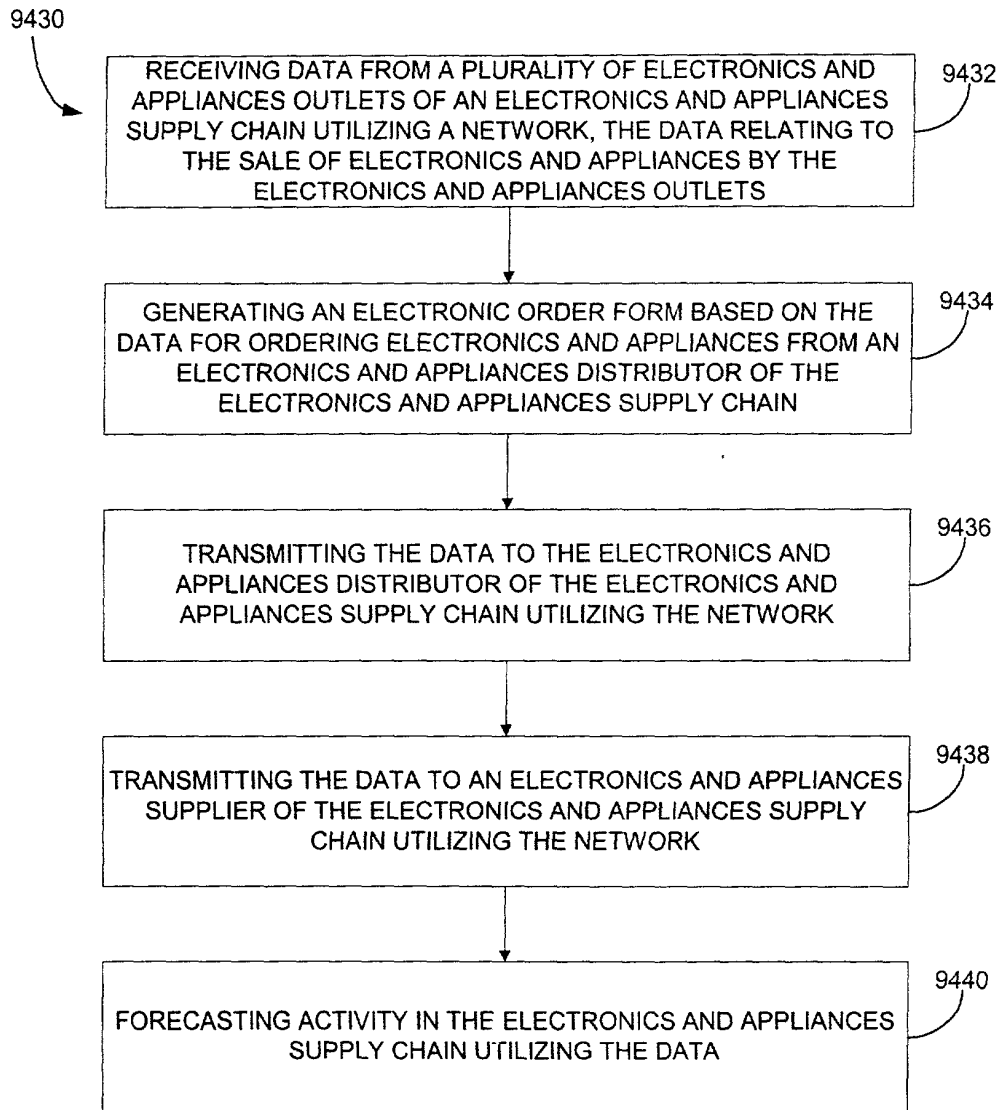 9430
RECEIVING DATA FROM A PLURALITY OF ELECTRONICS AND
APPLIANCES OUTLETS OF AN ELECTRONICS AND APPLIANCES
SUPPLY CHAIN UTILIZING A NETWORK, THE DATA RELATING TO
THE SALE OF ELECTRONICS AND APPLIANCES BY THE
ELECTRONICS AND APPLIANCES OUTLETS
9432
GENERATING AN ELECTRONIC ORDER FORM BASED ON THE
DATA FOR ORDERING ELECTRONICS AND APPLIANCES FROM AN
ELECTRONICS AND APPLIANCES DISTRIBUTOR OF THE
ELECTRONICS AND APPLIANCES SUPPLY CHAIN
9434
TRANSMITTING THE DATA TO THE ELECTRONICS AND
APPLIANCES DISTRIBUTOR OF THE ELECTRONICS AND
APPLIANCES SUPPLY CHAIN UTILIZING THE NETWORK
9436
TRANSMITTING THE DATA TO AN ELECTRONICS AND APPLIANCES
SUPPLIER OF THE ELECTRONICS AND APPLIANCES SUPPLY
CHAIN UTILIZING THE NETWORK
9438
FORECASTING ACTIVITY IN THE ELECTRONICS AND APPLIANCES
SUPPLY CHAIN UTILIZING THE DATA
9440